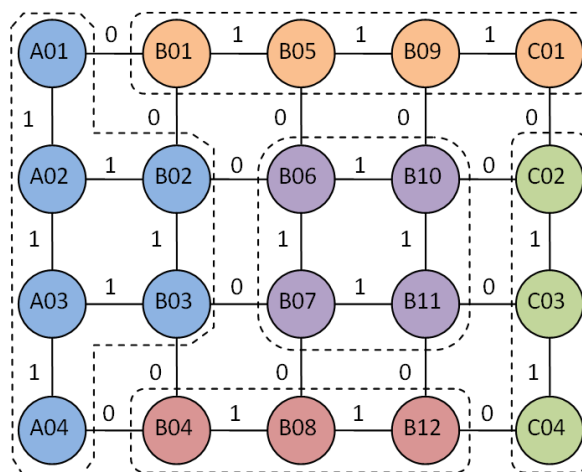 0 1 1 1
A01 B01 B05 B09 C01
1 0 0 0 0
1 0 1 0
A02 B02 B06 B10 C02
1 1 1 1 1
1 0 1 0
A03 B03 B07 B11 C03
1 0 0 0 1
0 1 1 0
A04 B04 B08 B12 C04